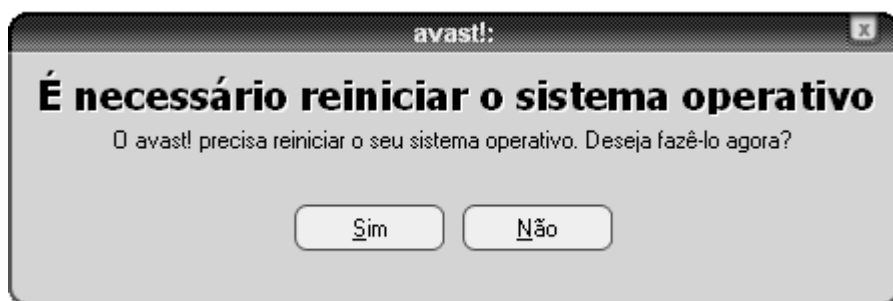 avast!:
x
É necessário reiniciar o sistema operativo
O avast! precisa reiniciar o seu sistema operativo. Deseja fazê-lo agora?
Sim Não